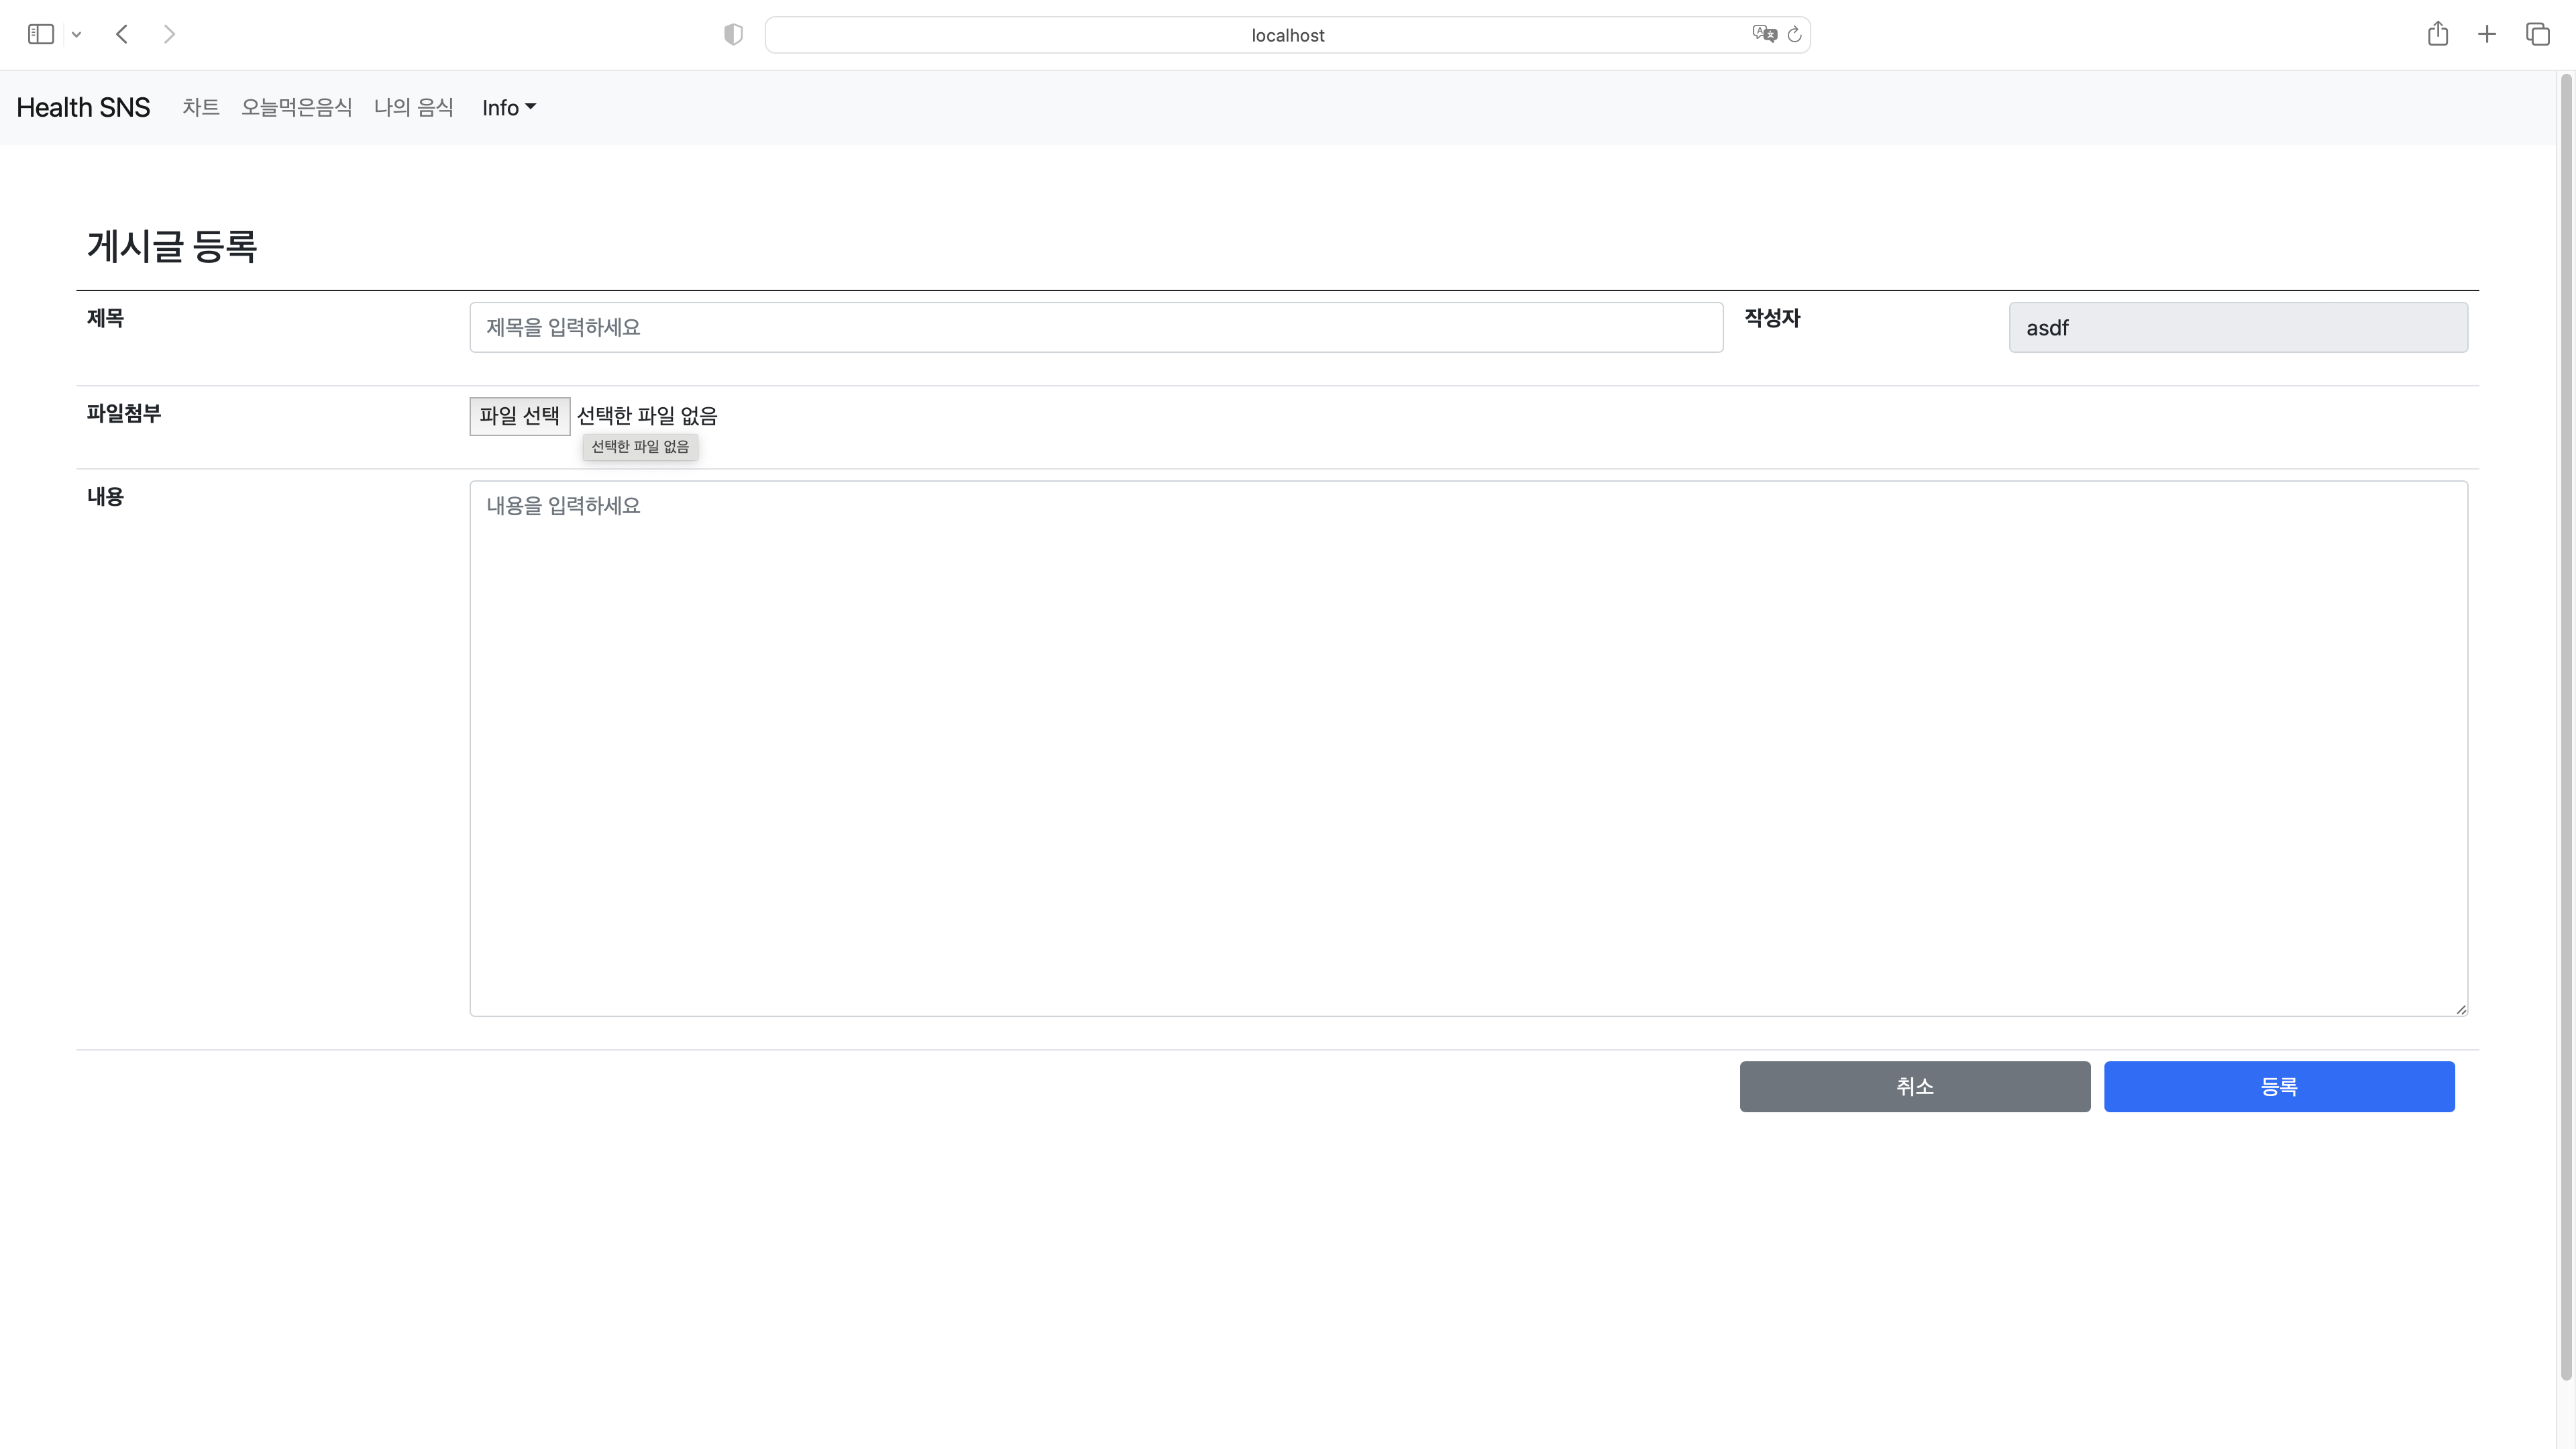 localhost
Health SNS 차트 오늘먹은음식 나의 음식 Info
게시글 등록
제목 제목을 입력하세요 작성자 asdf
파일첨부 파일 선택 선택한 파일 없음
선택한 파일 없음
내용 내용을 입력하세요
취소 등록